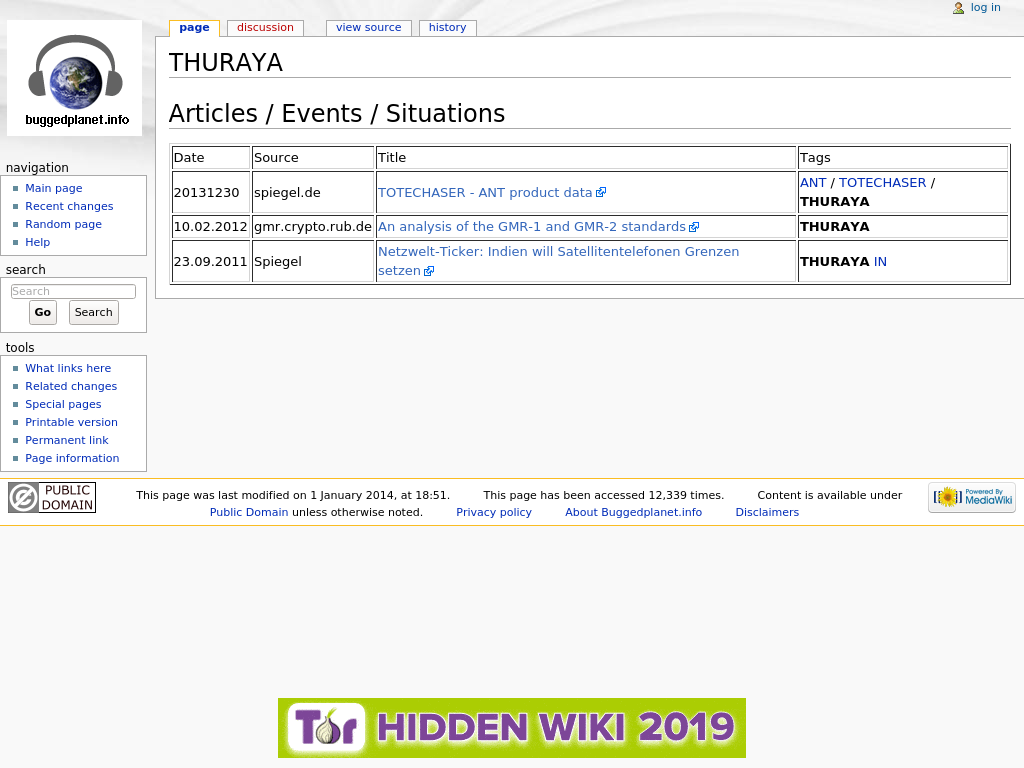 log in
page discussion view source history
buggedplanet.info
THURAYA
Articles / Events / Situations
Date Source Title Tags
20131230 spiegel.de TOTECHASER - ANT product data ANT / TOTECHASER /
THURAYA
10.02.2012 gmr.crypto.rub.de An analysis of the GMR-1 and GMR-2 standards THURAYA
23.09.2011 Spiegel Netzwelt-Ticker: Indien will Satellitentelefonen Grenzen
setzen THURAYA IN
navigation
Main page
Recent changes
Random page
Help
search
Search
Go Search
tools
What links here
Related changes
Special pages
Printable version
Permanent link
Page information
PUBLIC
DOMAIN
This page was last modified on 1 January 2014, at 18:51. This page has been accessed 12,339 times. Content is available under
Public Domain unless otherwise noted. Privacy policy About Buggedplanet.info Disclaimers
Powered By
MediaWiki
Tor HIDDEN WIKI 2019